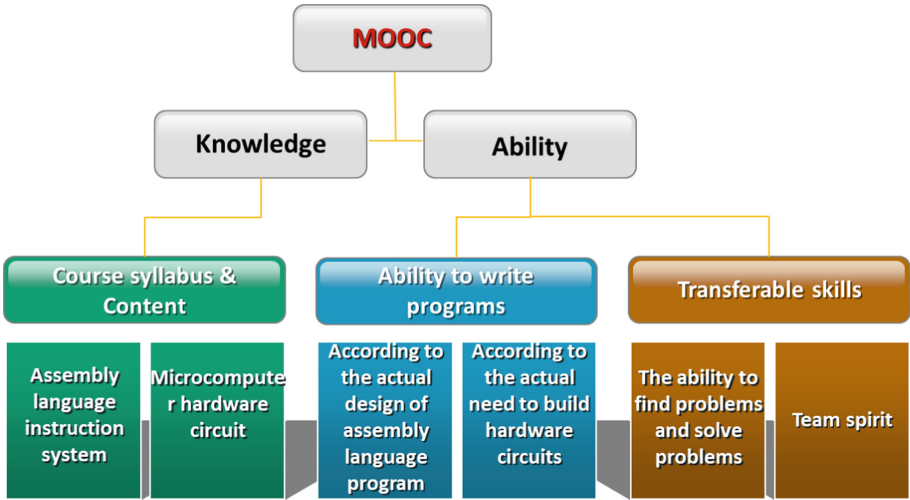 MOOC
Knowledge
Ability
Course syllabus &
Content
Ability to write
programs
Transferable skills
Assembly
language
instruction
system
Microcompute
r hardware
circuit
According to
the actual
design of
assembly
language
program
According to
the actual
need to build
hardware
circuits
The ability to
find problems
and solve
problems
Team spirit